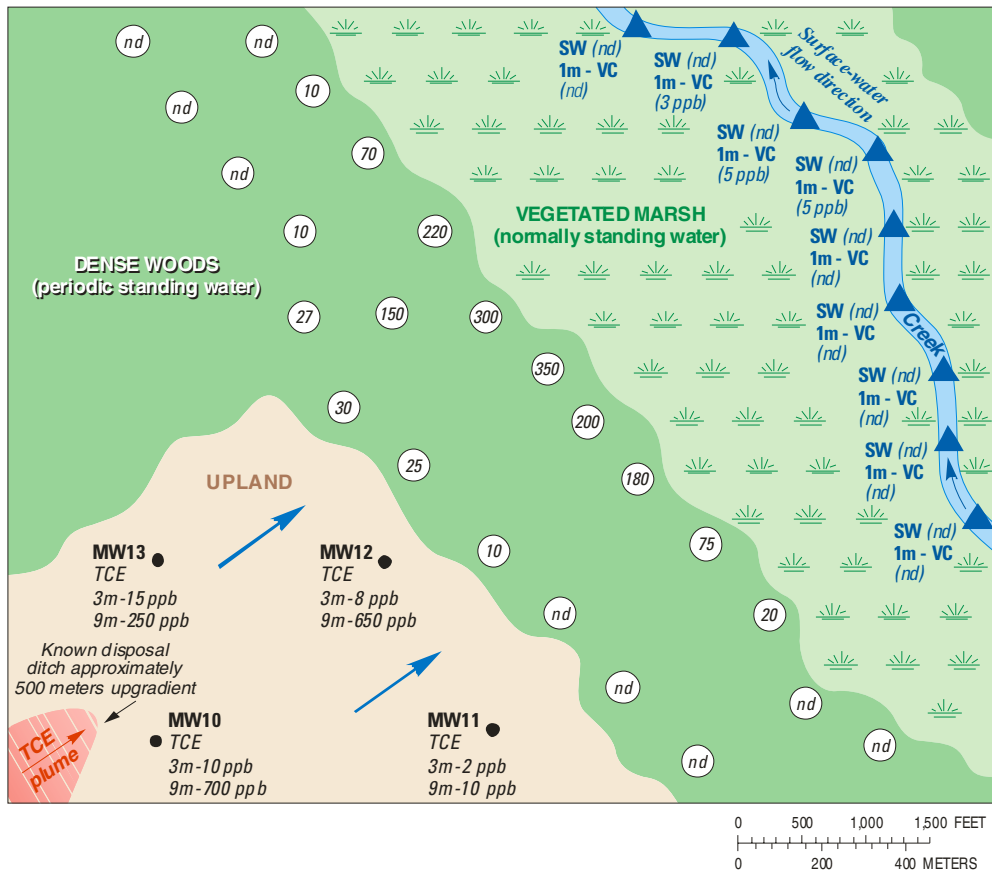 nd
nd
SW (nd)
1m - VC
(nd)
SW (nd)
1m - VC
(3 ppb)
Surface-water
flow direction
10
nd
70
SW (nd)
1m - VC
(5 ppb)
SW (nd)
1m - VC
(5 ppb)
nd
10
220
VEGETATED MARSH
(normally standing water)
SW (nd)
1m - VC
(nd)
DENSE WOODS
(periodic standing water)
27
150
300
SW (nd)
1m - VC
(nd)
Creek
350
SW (nd)
1m - VC
(nd)
30
200
25
180
SW (nd)
1m - VC
(nd)
UPLAND
10
75
SW (nd)
1m - VC
(nd)
MW13
TCE
3m-15 ppb
9m-250 ppb
MW12
TCE
3m-8 ppb
9m-650 ppb
nd
20
Known disposal
ditch approximately
500 meters upgradient
nd
nd
TCE
plume
MW10
TCE
3m-10 ppb
9m-700 ppb
MW11
TCE
3m-2 ppb
9m-10 ppb
nd
nd
0 500 1,000 1,500 FEET
0 200 400 METERS